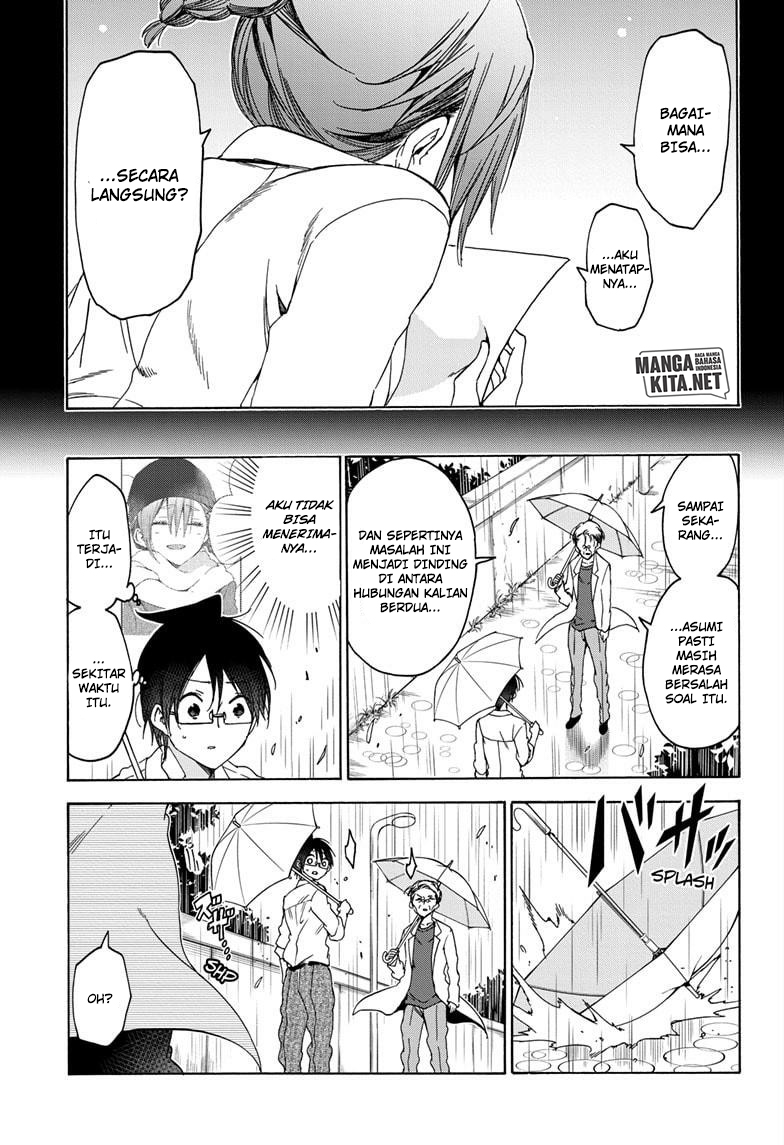 BAGAI-
MANA
BISA...
...AKU
MENATAP-
NYA...
...SECARA
LANGSUNG?
MANGA
KITA.NET
BACA MANGA
BAHASA
INDONESIA
SAMPAI
SEKA-
RANG...
...ASUMI
PASTI
MASIH
MERASA
BERSALAH
SOAL ITU.
DAN SEPERTINYA
MASALAH INI
MENJADI DINDING
DI ANTARA
HUBUNGAN KALIAN
BERDUA...
AKU TIDAK
BISA
MENERIMA-
NYA...
ITU
TERJA-
DI...
...
SEKITAR
WAKTU
ITU.
バサッ
SPLASH
ズズッ...
SHP
OH?